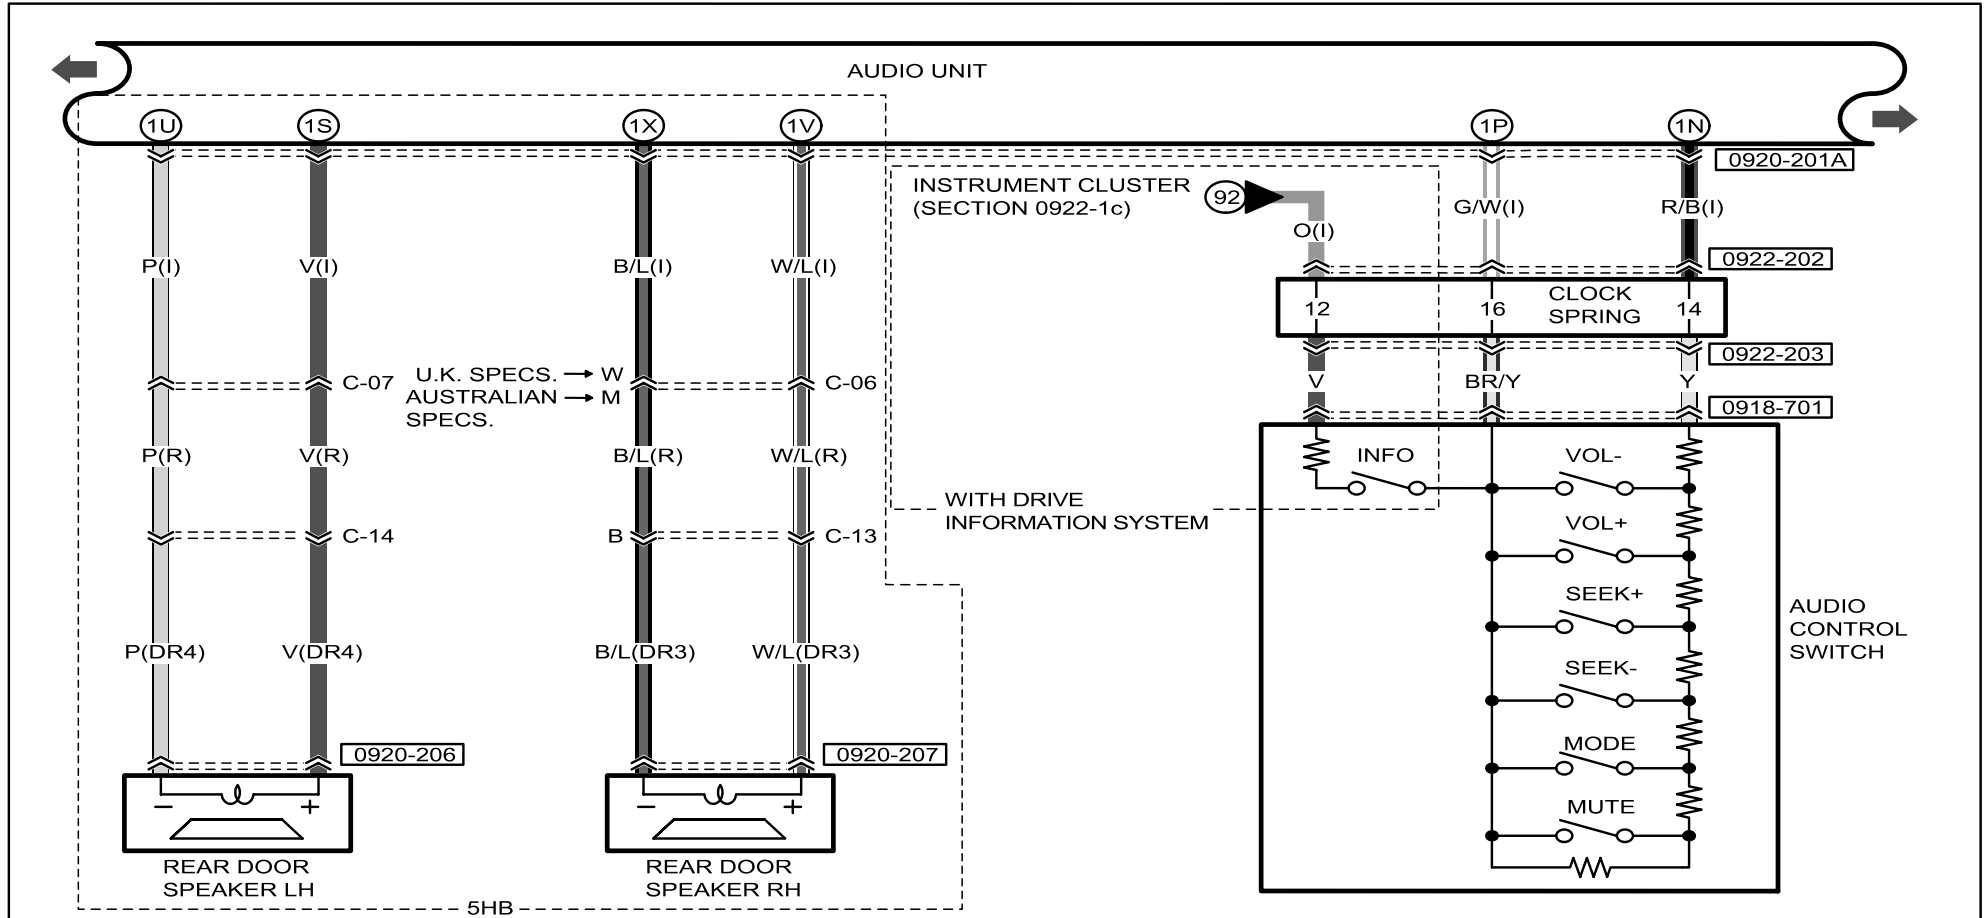 AUDIO UNIT
1U 1S 1X 1V 1P 1N
0920-201A
INSTRUMENT CLUSTER
(SECTION 0922-1c)
92
G/W(I) R/B(I)
O(I)
P(I) V(I) B/L(I) W/L(I)
0922-202
12 16 CLOCK
SPRING 14
0922-203
C-07
U.K. SPECS. → W
AUSTRALIAN → M
SPECS.
C-06
V BR/Y Y
0918-701
P(R) V(R) B/L(R) W/L(R)
INFO VOL-
WITH DRIVE
INFORMATION SYSTEM
VOL+
C-14 B C-13
SEEK+
AUDIO
CONTROL
SWITCH
P(DR4) V(DR4) B/L(DR3) W/L(DR3)
SEEK-
MODE
0920-206 0920-207
− + − +
MUTE
REAR DOOR
SPEAKER LH
REAR DOOR
SPEAKER RH
5HB